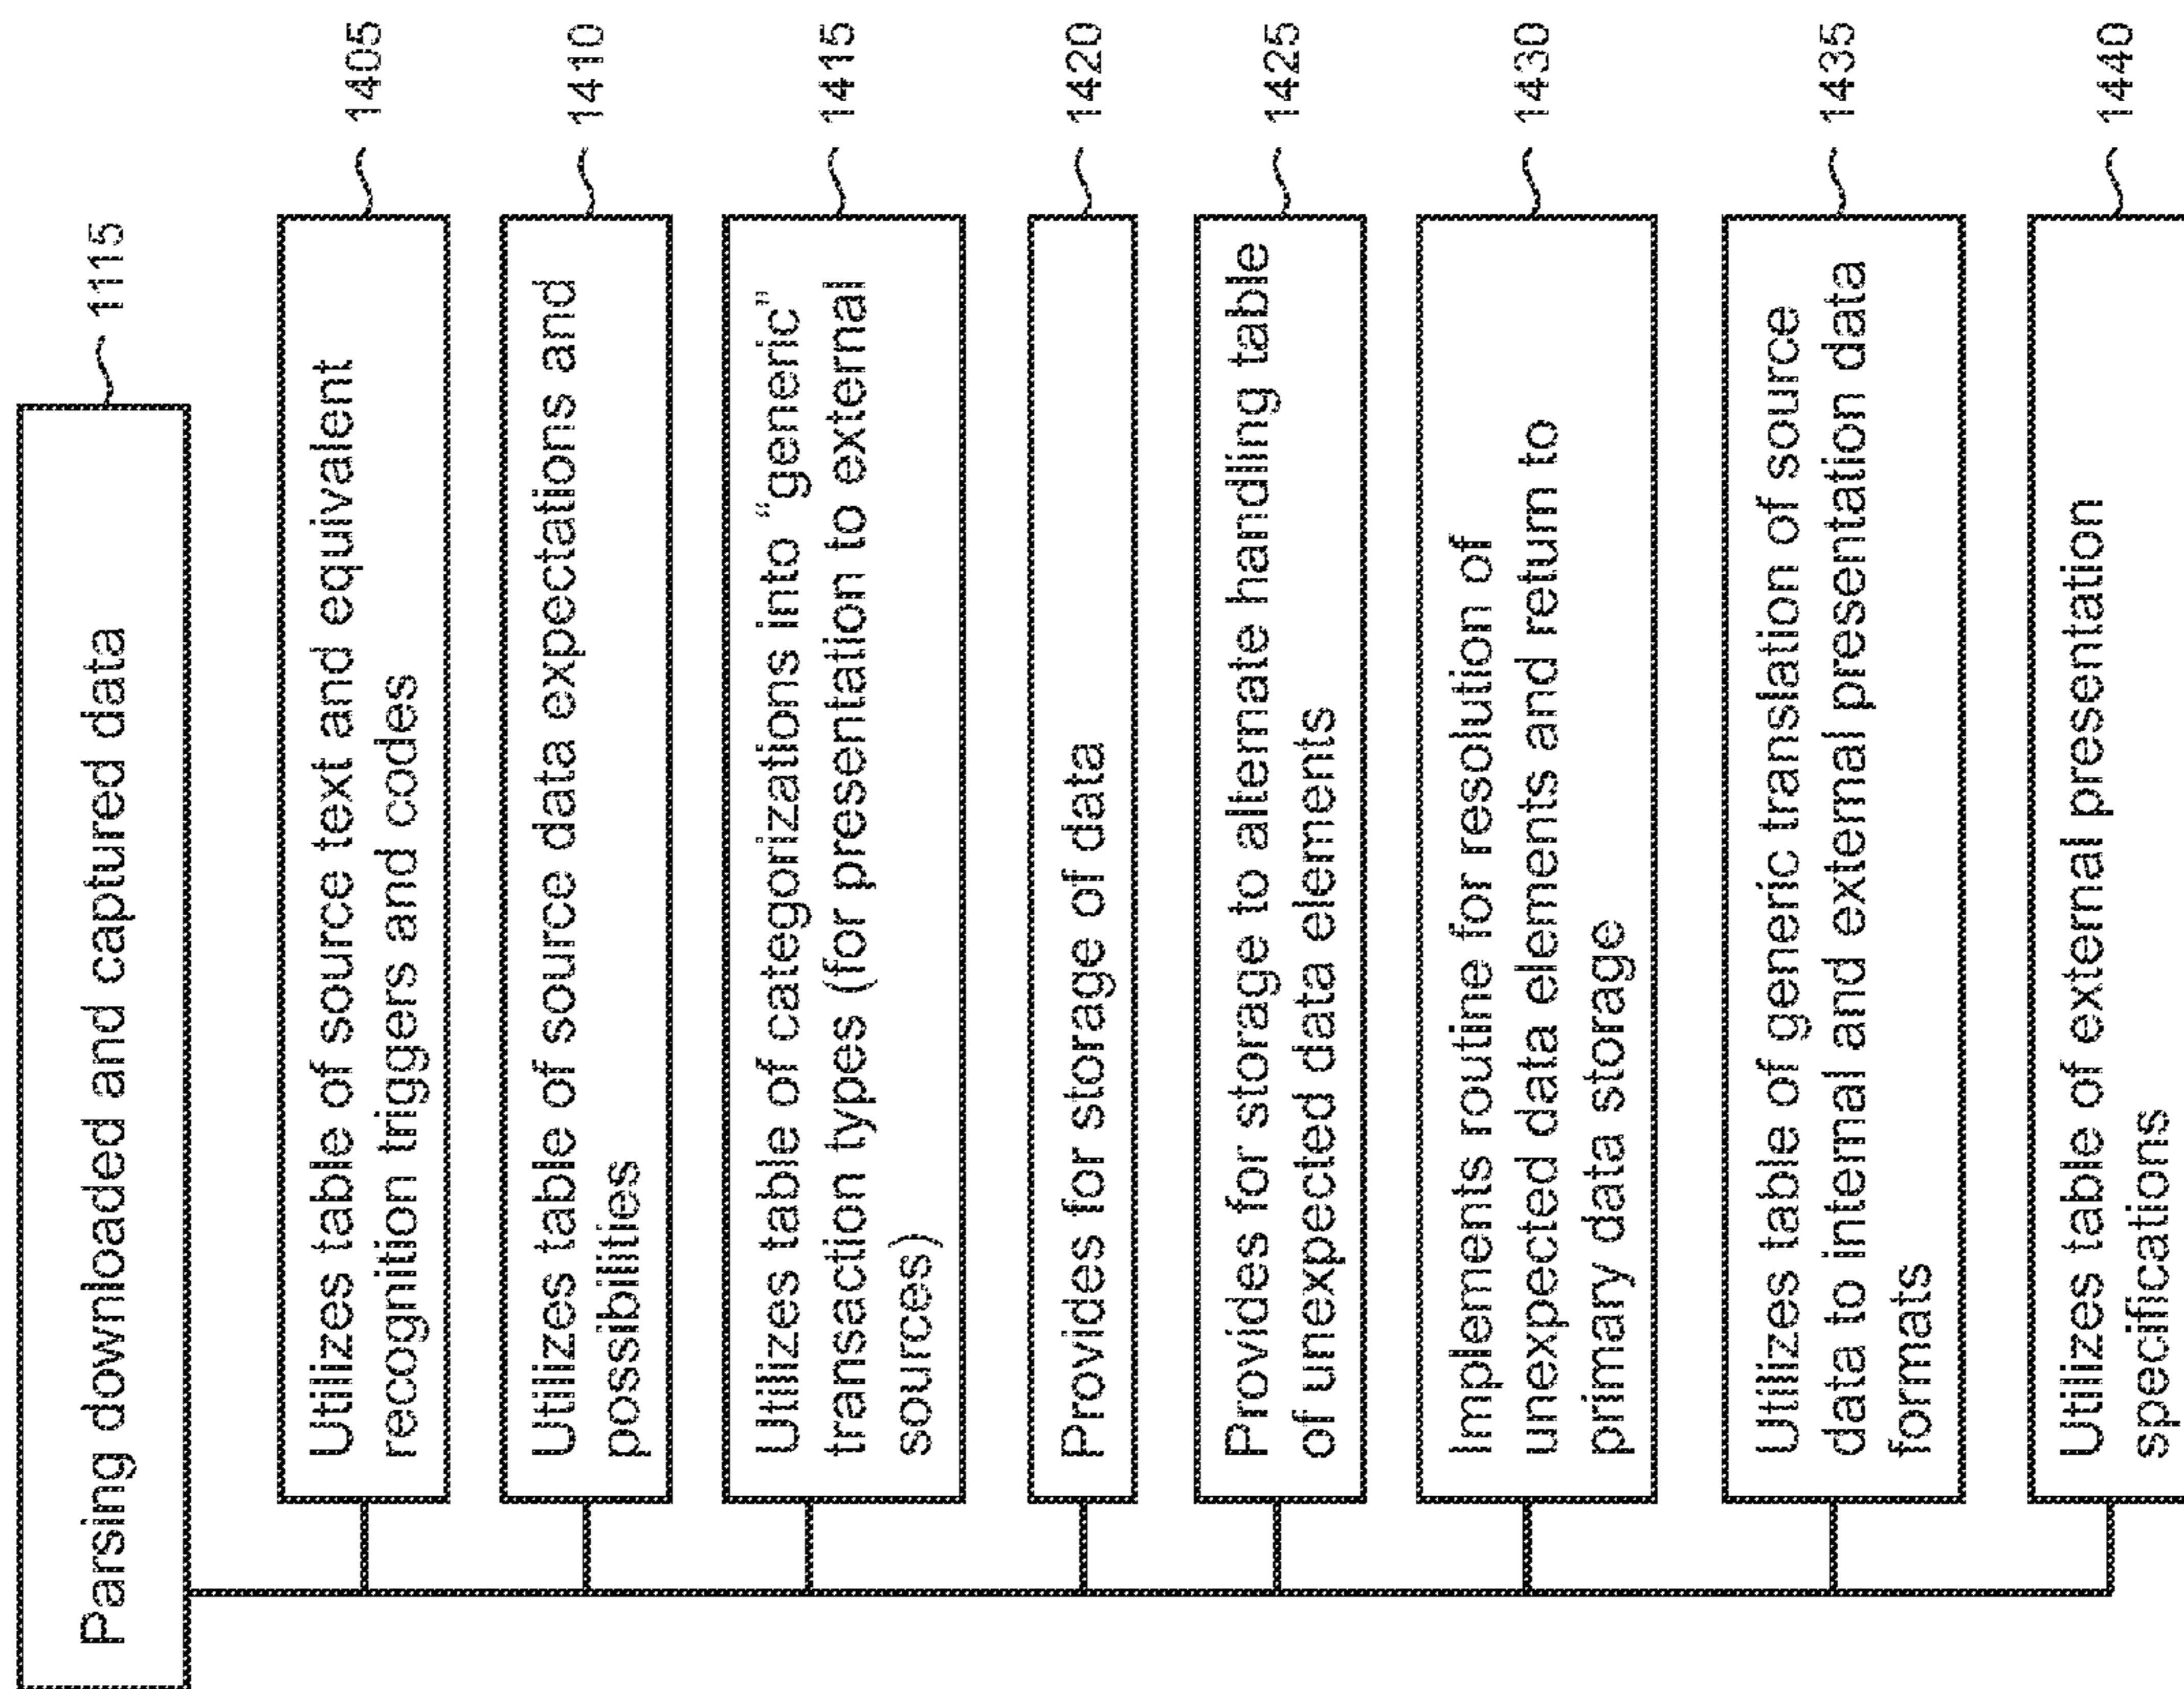 Parsing downloaded and captured data
1115
Utilizes table of source text and equivalent
recognition triggers and codes
1405
Utilizes table of source data expectations and
possibilities
1410
Utilizes table of categorizations into “generic”
transaction types (for presentation to external
sources)
1415
Provides for storage of data
1420
Provides for storage to alternate handling table
of unexpected data elements
1425
Implements routine for resolution of
unexpected data elements and return to
primary data storage
1430
Utilizes table of generic translation of source
data to internal and external presentation data
formats
1435
Utilizes table of external presentation
specifications
1440